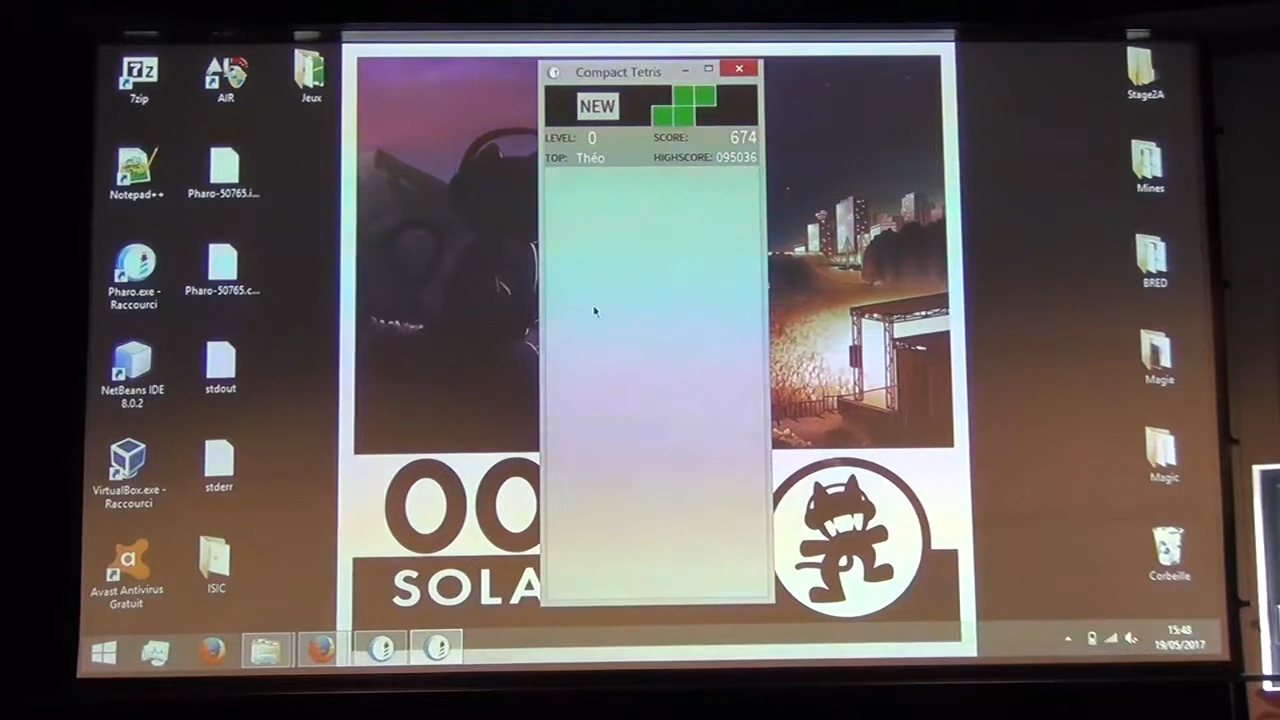 7zip
AIR
Jeux
Notepad++
Pharo-50765.i...
Pharo.exe -
Raccourci
Pharo-50765.c...
NetBeans IDE
8.0.2
stdout
VirtualBox.exe -
Raccourci
stderr
Avast Antivirus
Gratuit
ISIC
Compact Tetris
NEW
LEVEL: 0
SCORE: 674
TOP: Théo
HIGHSCORE: 095036
OO
SOLA
Stage2A
Mines
BRED
Magie
Magic
Corbeille
15:48
19/05/2017